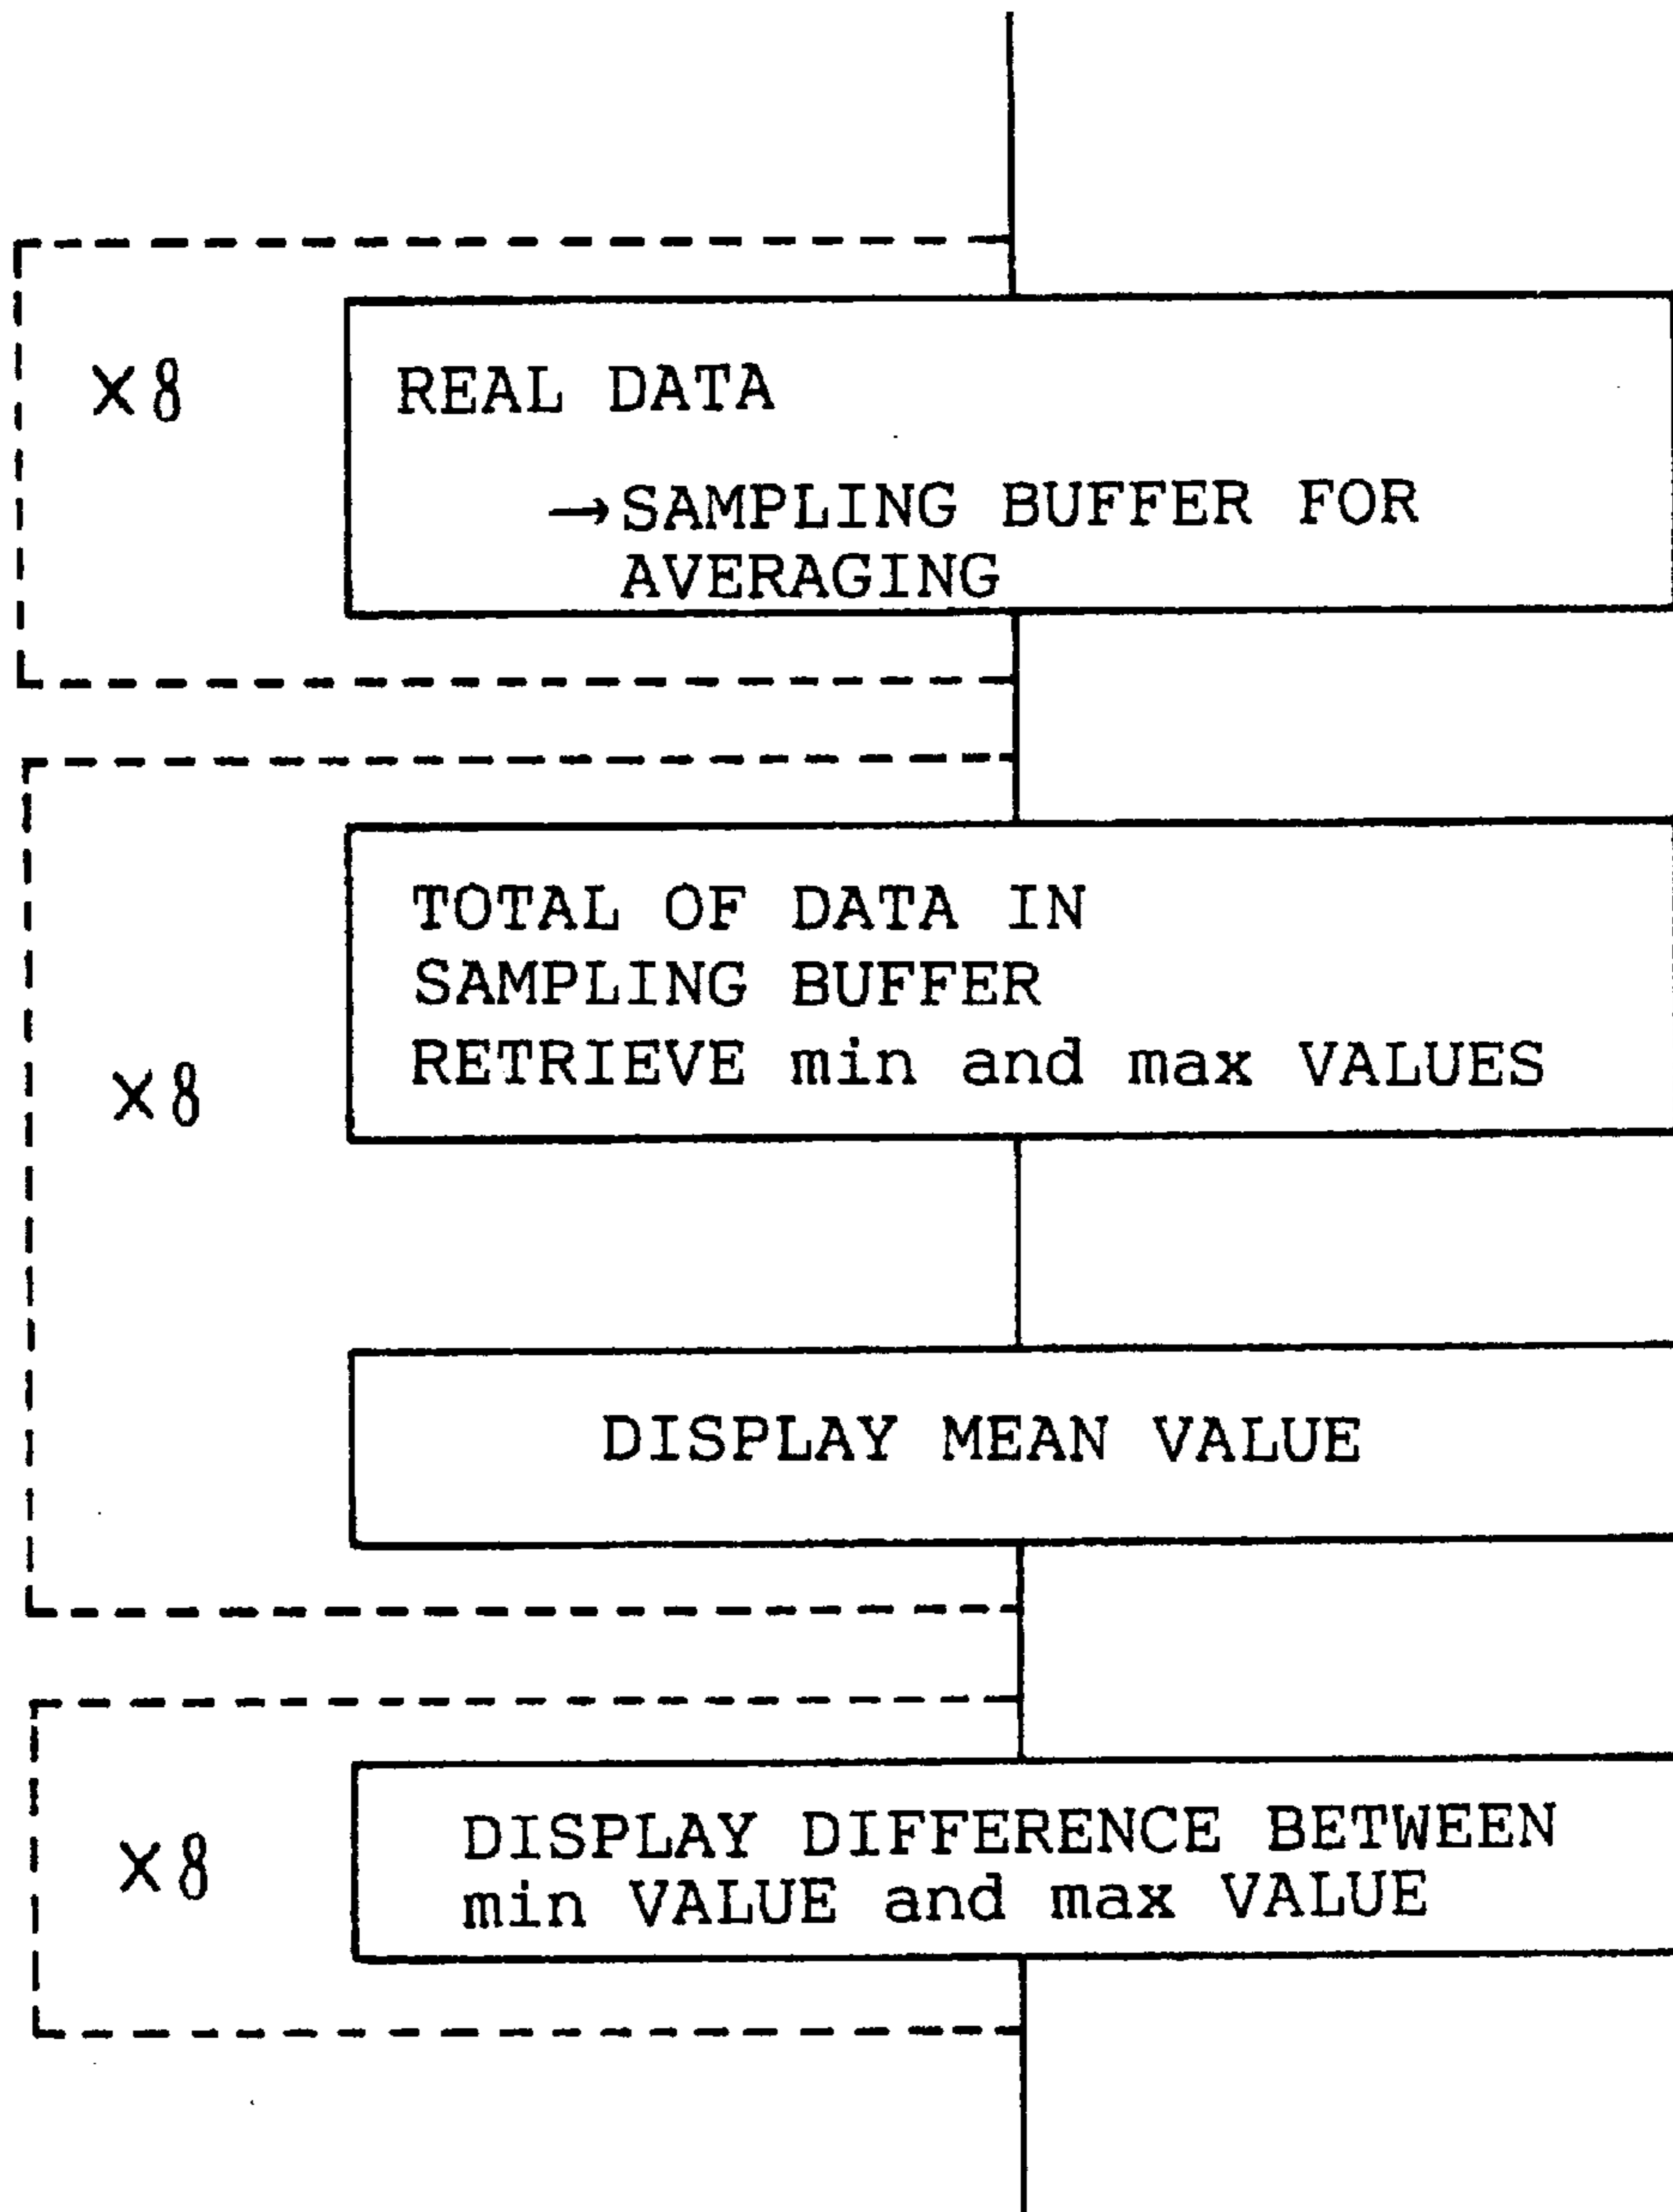 ×8
REAL DATA
→SAMPLING BUFFER FOR
AVERAGING
×8
TOTAL OF DATA IN
SAMPLING BUFFER
RETRIEVE min and max VALUES
DISPLAY MEAN VALUE
×8
DISPLAY DIFFERENCE BETWEEN
min VALUE and max VALUE